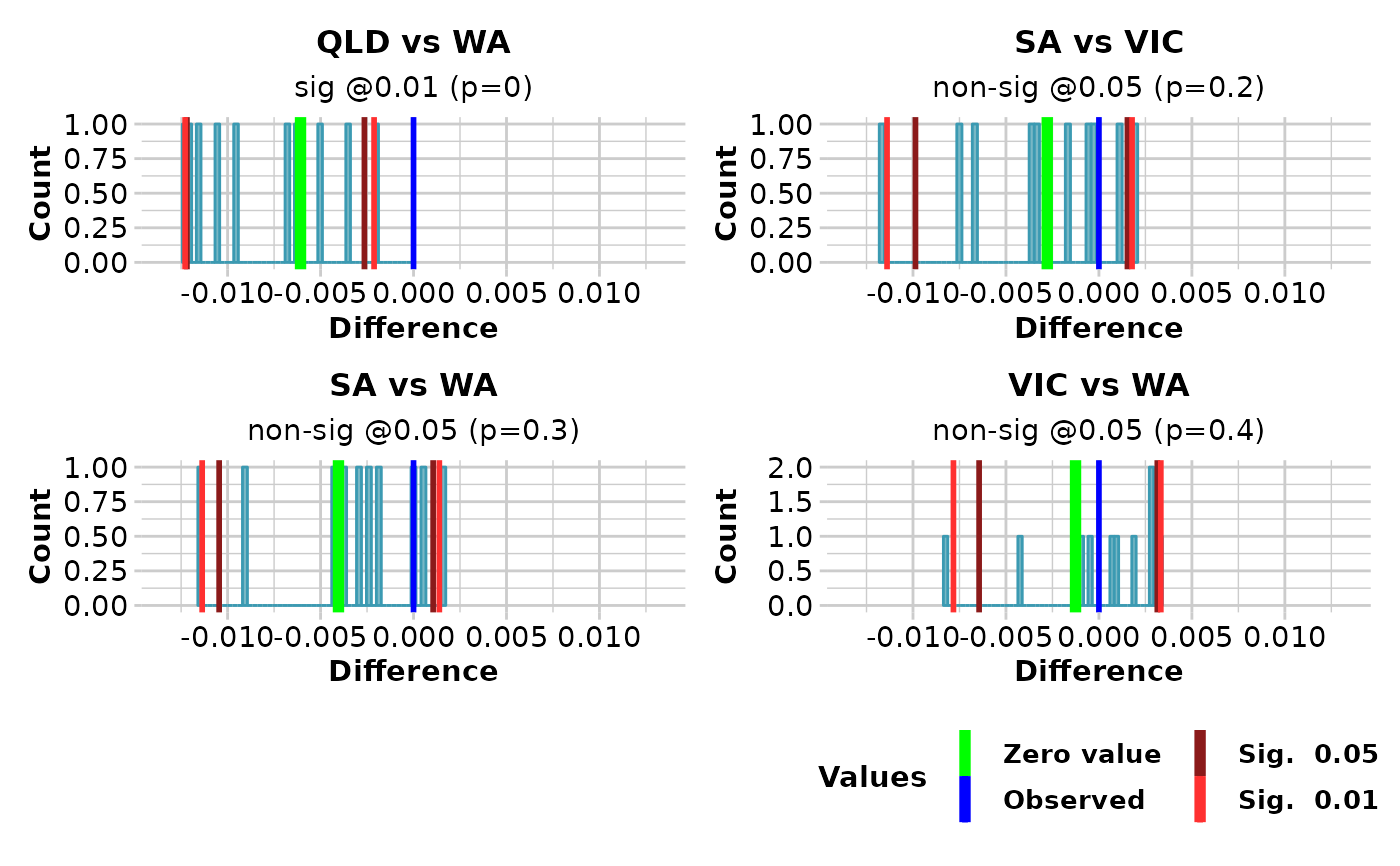 QLD vs WA
sig @0.01 (p=0)
1.00
0.75
0.50
0.25
0.00
Count
-0.010 -0.005 0.000 0.005 0.010
Difference
SA vs VIC
non-sig @0.05 (p=0.2)
1.00
0.75
0.50
0.25
0.00
Count
-0.010 -0.005 0.000 0.005 0.010
Difference
SA vs WA
non-sig @0.05 (p=0.3)
1.00
0.75
0.50
0.25
0.00
Count
-0.010 -0.005 0.000 0.005 0.010
Difference
VIC vs WA
non-sig @0.05 (p=0.4)
2.0
1.5
1.0
0.5
0.0
Count
-0.010 -0.005 0.000 0.005 0.010
Difference
Values
Zero value
Observed
Sig. 0.05
Sig. 0.01